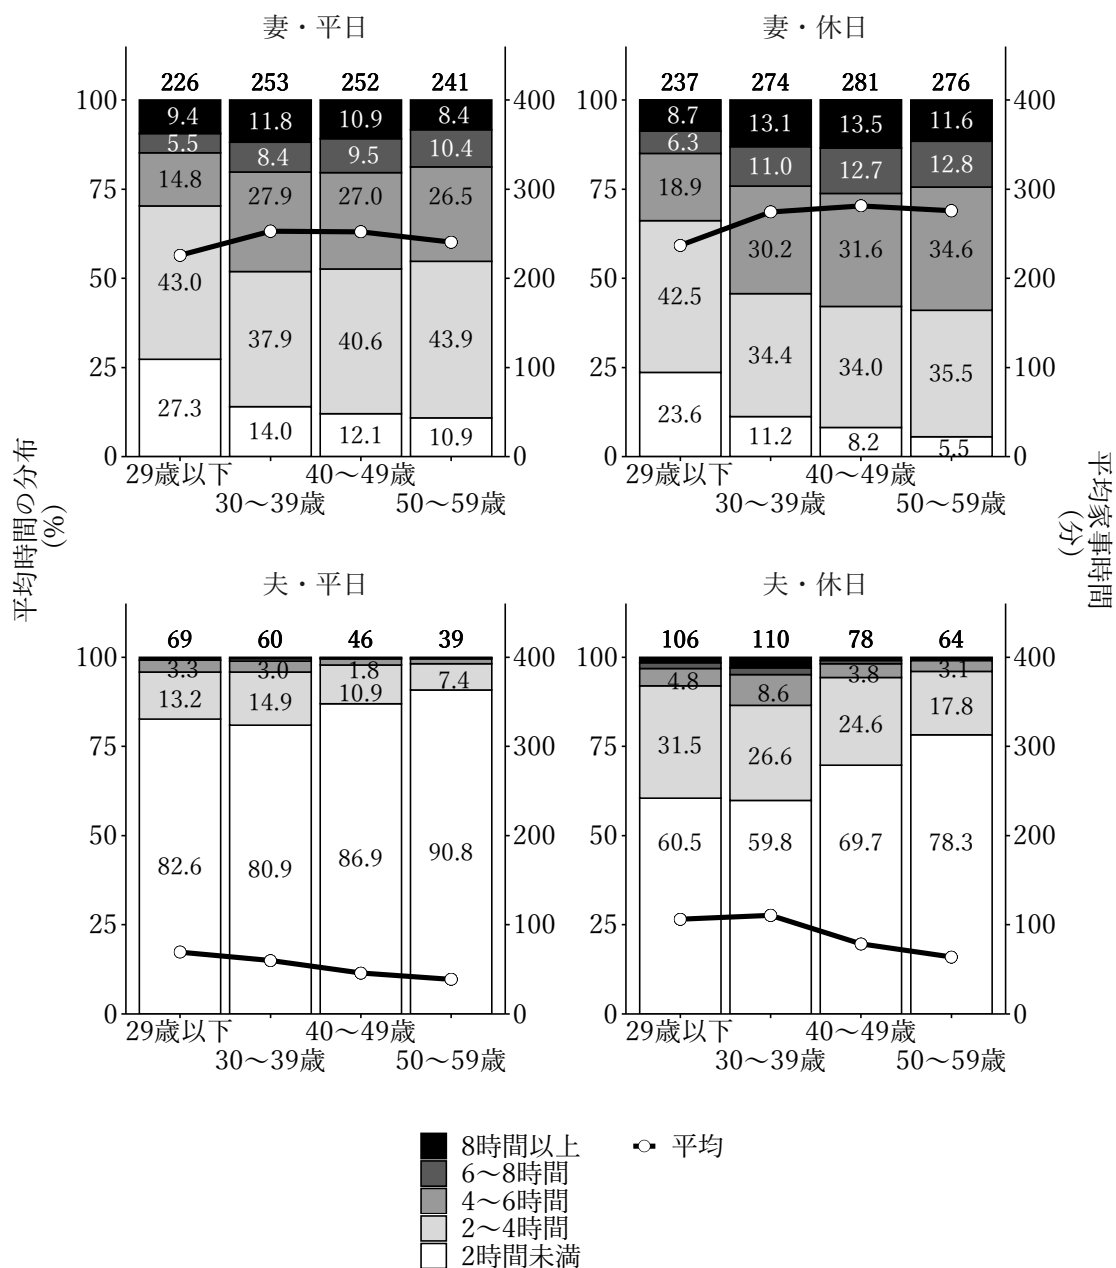 妻・平日
226 253 252 241
100 9.4 11.8 10.9 8.4 400
5.5 8.4 9.5 10.4
75 14.8 27.9 27.0 26.5 300
50 43.0 37.9 40.6 43.9 200
25 27.3 14.0 12.1 10.9 100
0 0
29歳以下 40～49歳
30～39歳 50～59歳
妻・休日
237 274 281 276
100 8.7 13.1 13.5 11.6 400
6.3 11.0 12.7 12.8
75 18.9 30.2 31.6 34.6 300
50 42.5 34.4 34.0 35.5 200
25 23.6 11.2 8.2 5.5 100
0 0
29歳以下 40～49歳
30～39歳 50～59歳
平均時間の分布
(%)
平均家事時間
(分)
夫・平日
69 60 46 39
100 3.3 3.0 1.8 400
13.2 14.9 10.9 7.4
75 300
50 82.6 80.9 86.9 90.8 200
25 100
0 0
29歳以下 40～49歳
30～39歳 50～59歳
夫・休日
106 110 78 64
100 4.8 8.6 3.8 3.1 400
75 31.5 26.6 24.6 17.8 300
50 60.5 59.8 69.7 78.3 200
25 100
0 0
29歳以下 40～49歳
30～39歳 50～59歳
8時間以上 平均
6～8時間
4～6時間
2～4時間
2時間未満